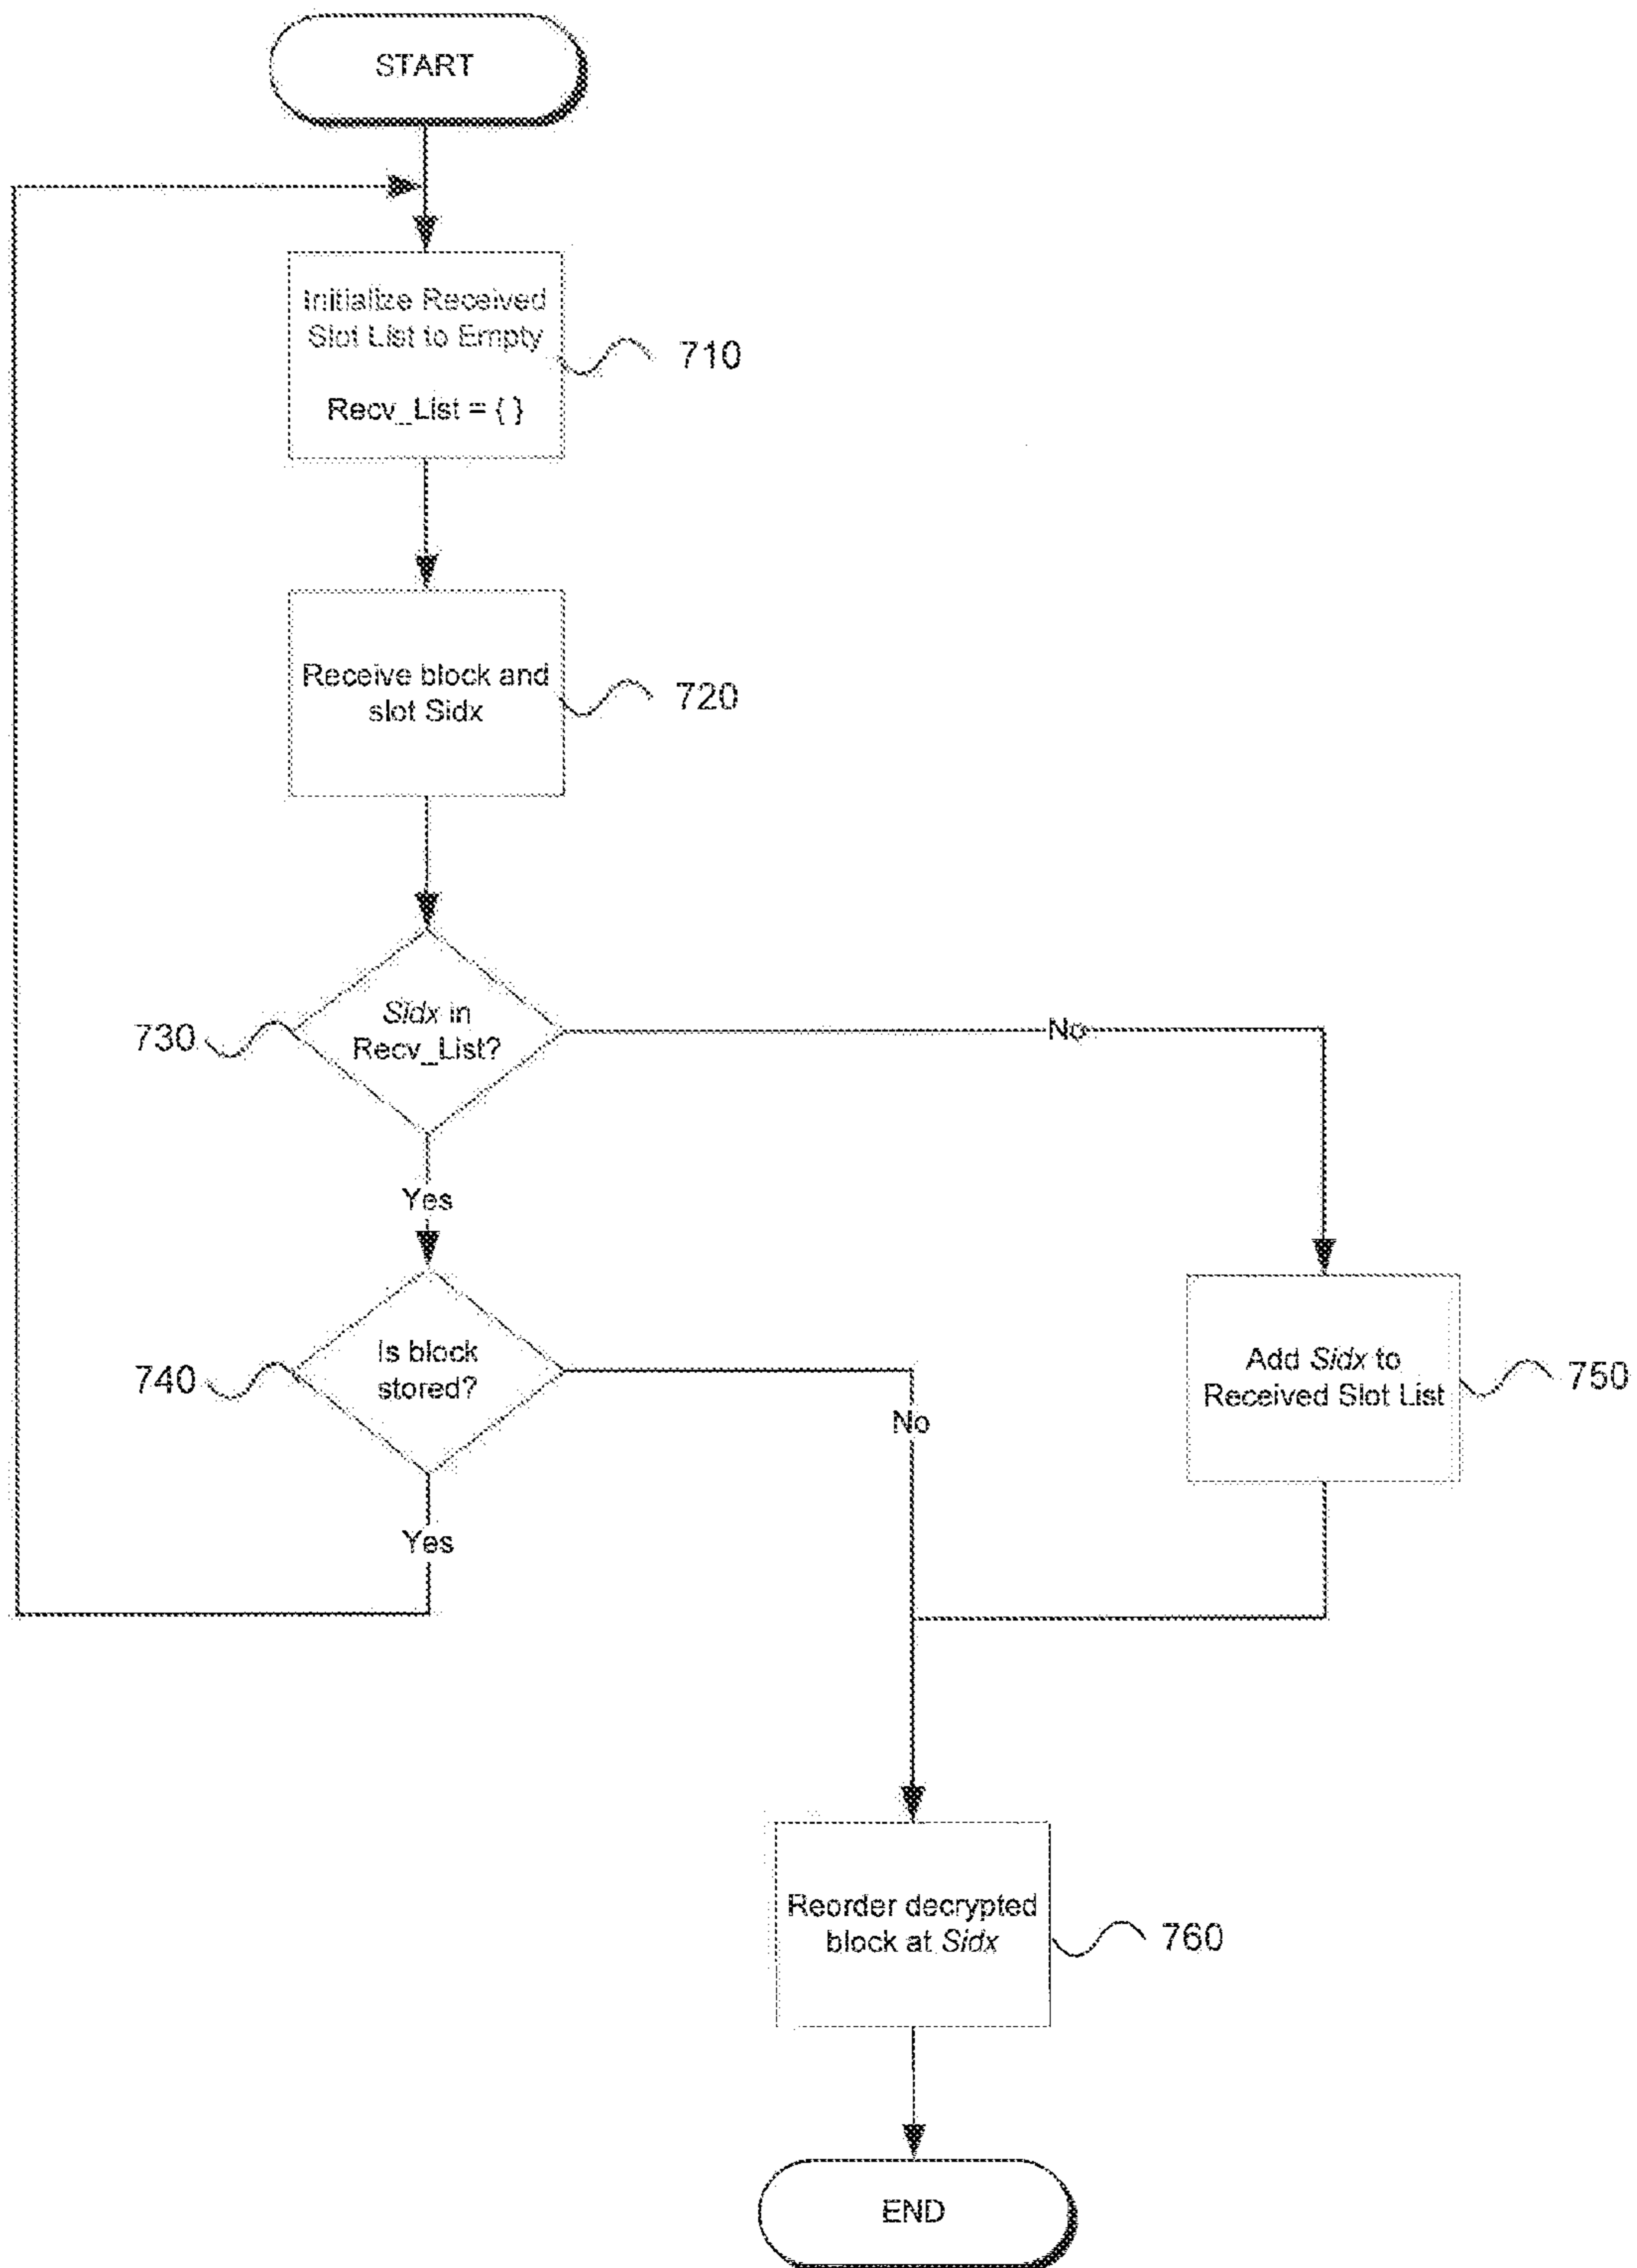 START
Initialize Received
Slot List to Empty
Recv_List = { }
710
Receive block and
slot Sidx
720
Sidx in
Recv_List?
730
No
Yes
Is block
stored?
740
No
Yes
Add Sidx to
Received Slot List
750
Reorder decrypted
block at Sidx
760
END